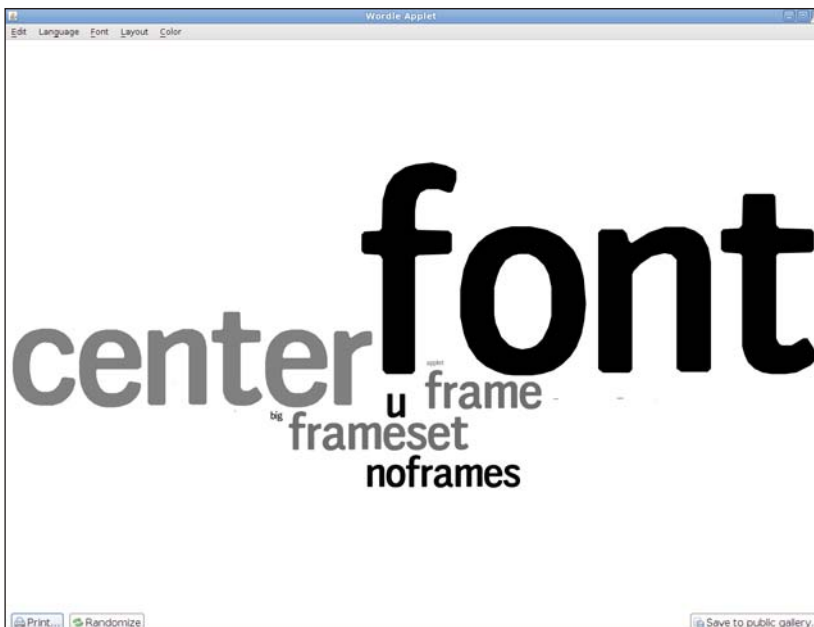 Wordle Applet
Edit Language Font Layout Color
font
center
applet
frame
u
big
frameset
noframes
Print... Randomize Save to public gallery...